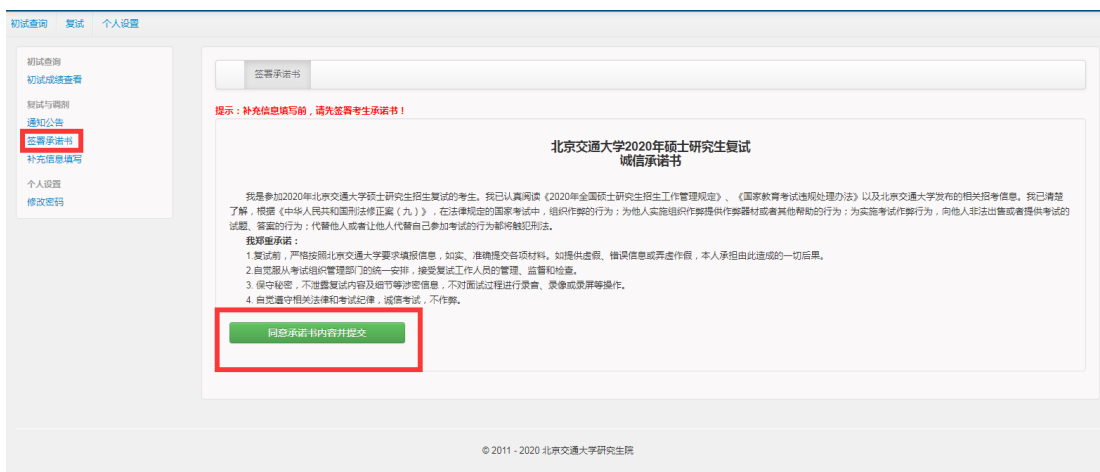 初试查询 复试 个人设置
初试查询
初试成绩查看
复试与调剂
通知公告
签署承诺书
补充信息填写
个人设置
修改密码
签署承诺书
提示：补充信息填写前，请先签署考生承诺书！
北京交通大学2020年硕士研究生复试
诚信承诺书
我是参加2020年北京交通大学硕士研究生招生复试的考生。我已认真阅读《2020年全国硕士研究生招生工作管理规定》、《国家教育考试违规处理办法》以及北京交通大学发布的相关招考信息。我已清楚
了解，根据《中华人民共和国刑法修正案（九）》，在法律规定的国家考试中，组织作弊的行为；为他人实施组织作弊提供作弊器材或者其他帮助的行为；为实施考试作弊行为，向他人非法出售或者提供考试的
试题、答案的行为；代替他人或者让他人代替自己参加考试的行为都将触犯刑法。
我郑重承诺：
1.复试前，严格按照北京交通大学要求填报信息，如实、准确提交各项材料。如提供虚假、错误信息或弄虚作假，本人承担由此造成的一切后果。
2.自觉服从考试组织管理部门的统一安排，接受复试工作人员的管理、监督和检查。
3. 保守秘密，不泄露复试内容及细节等涉密信息，不对面试过程进行录音、录像或录屏等操作。
4. 自觉遵守相关法律和考试纪律，诚信考试，不作弊。
同意承诺书内容并提交
© 2011 - 2020 北京交通大学研究生院